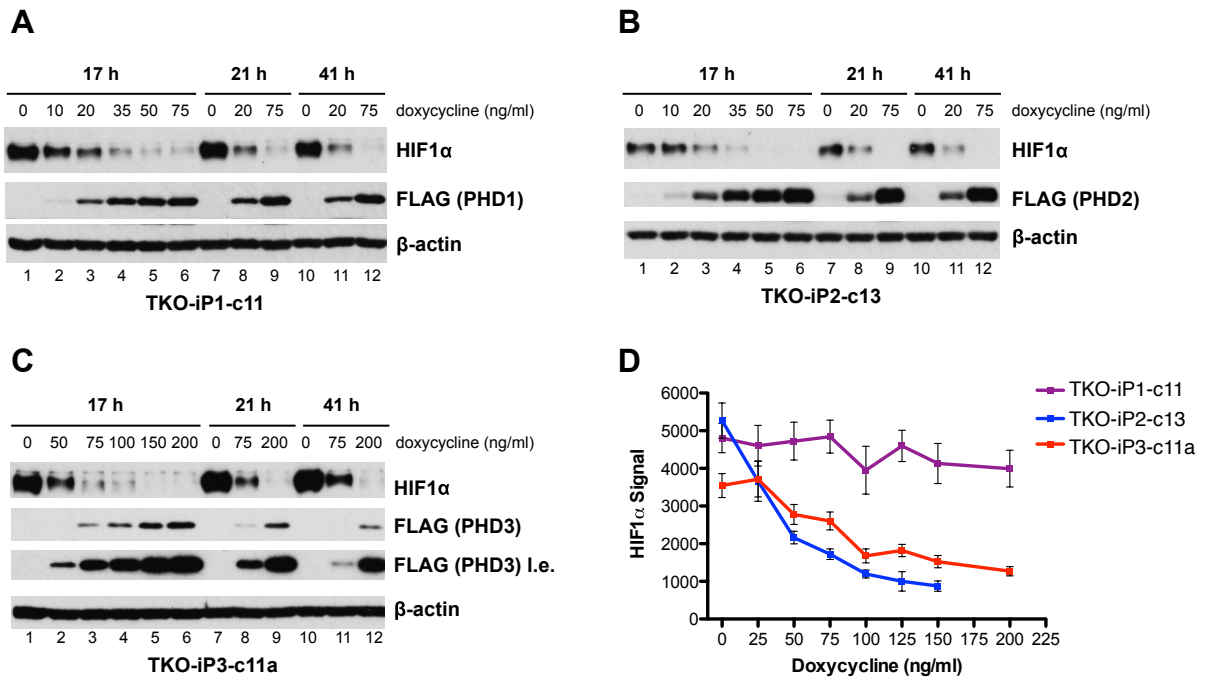 A
17 h 21 h 41 h
0 10 20 35 50 75 0 20 75 0 20 75 doxycycline (ng/ml)
HIF1α
FLAG (PHD1)
β-actin
1 2 3 4 5 6 7 8 9 10 11 12
TKO-iP1-c11
B
17 h 21 h 41 h
0 10 20 35 50 75 0 20 75 0 20 75 doxycycline (ng/ml)
HIF1α
FLAG (PHD2)
β-actin
1 2 3 4 5 6 7 8 9 10 11 12
TKO-iP2-c13
C
17 h 21 h 41 h
0 50 75 100 150 200 0 75 200 0 75 200 doxycycline (ng/ml)
HIF1α
FLAG (PHD3)
FLAG (PHD3) l.e.
β-actin
1 2 3 4 5 6 7 8 9 10 11 12
TKO-iP3-c11a
D
TKO-iP1-c11
TKO-iP2-c13
TKO-iP3-c11a
HIF1α Signal
6000
5000
4000
3000
2000
1000
0
0 25 50 75 100 125 150 200 225
Doxycycline (ng/ml)